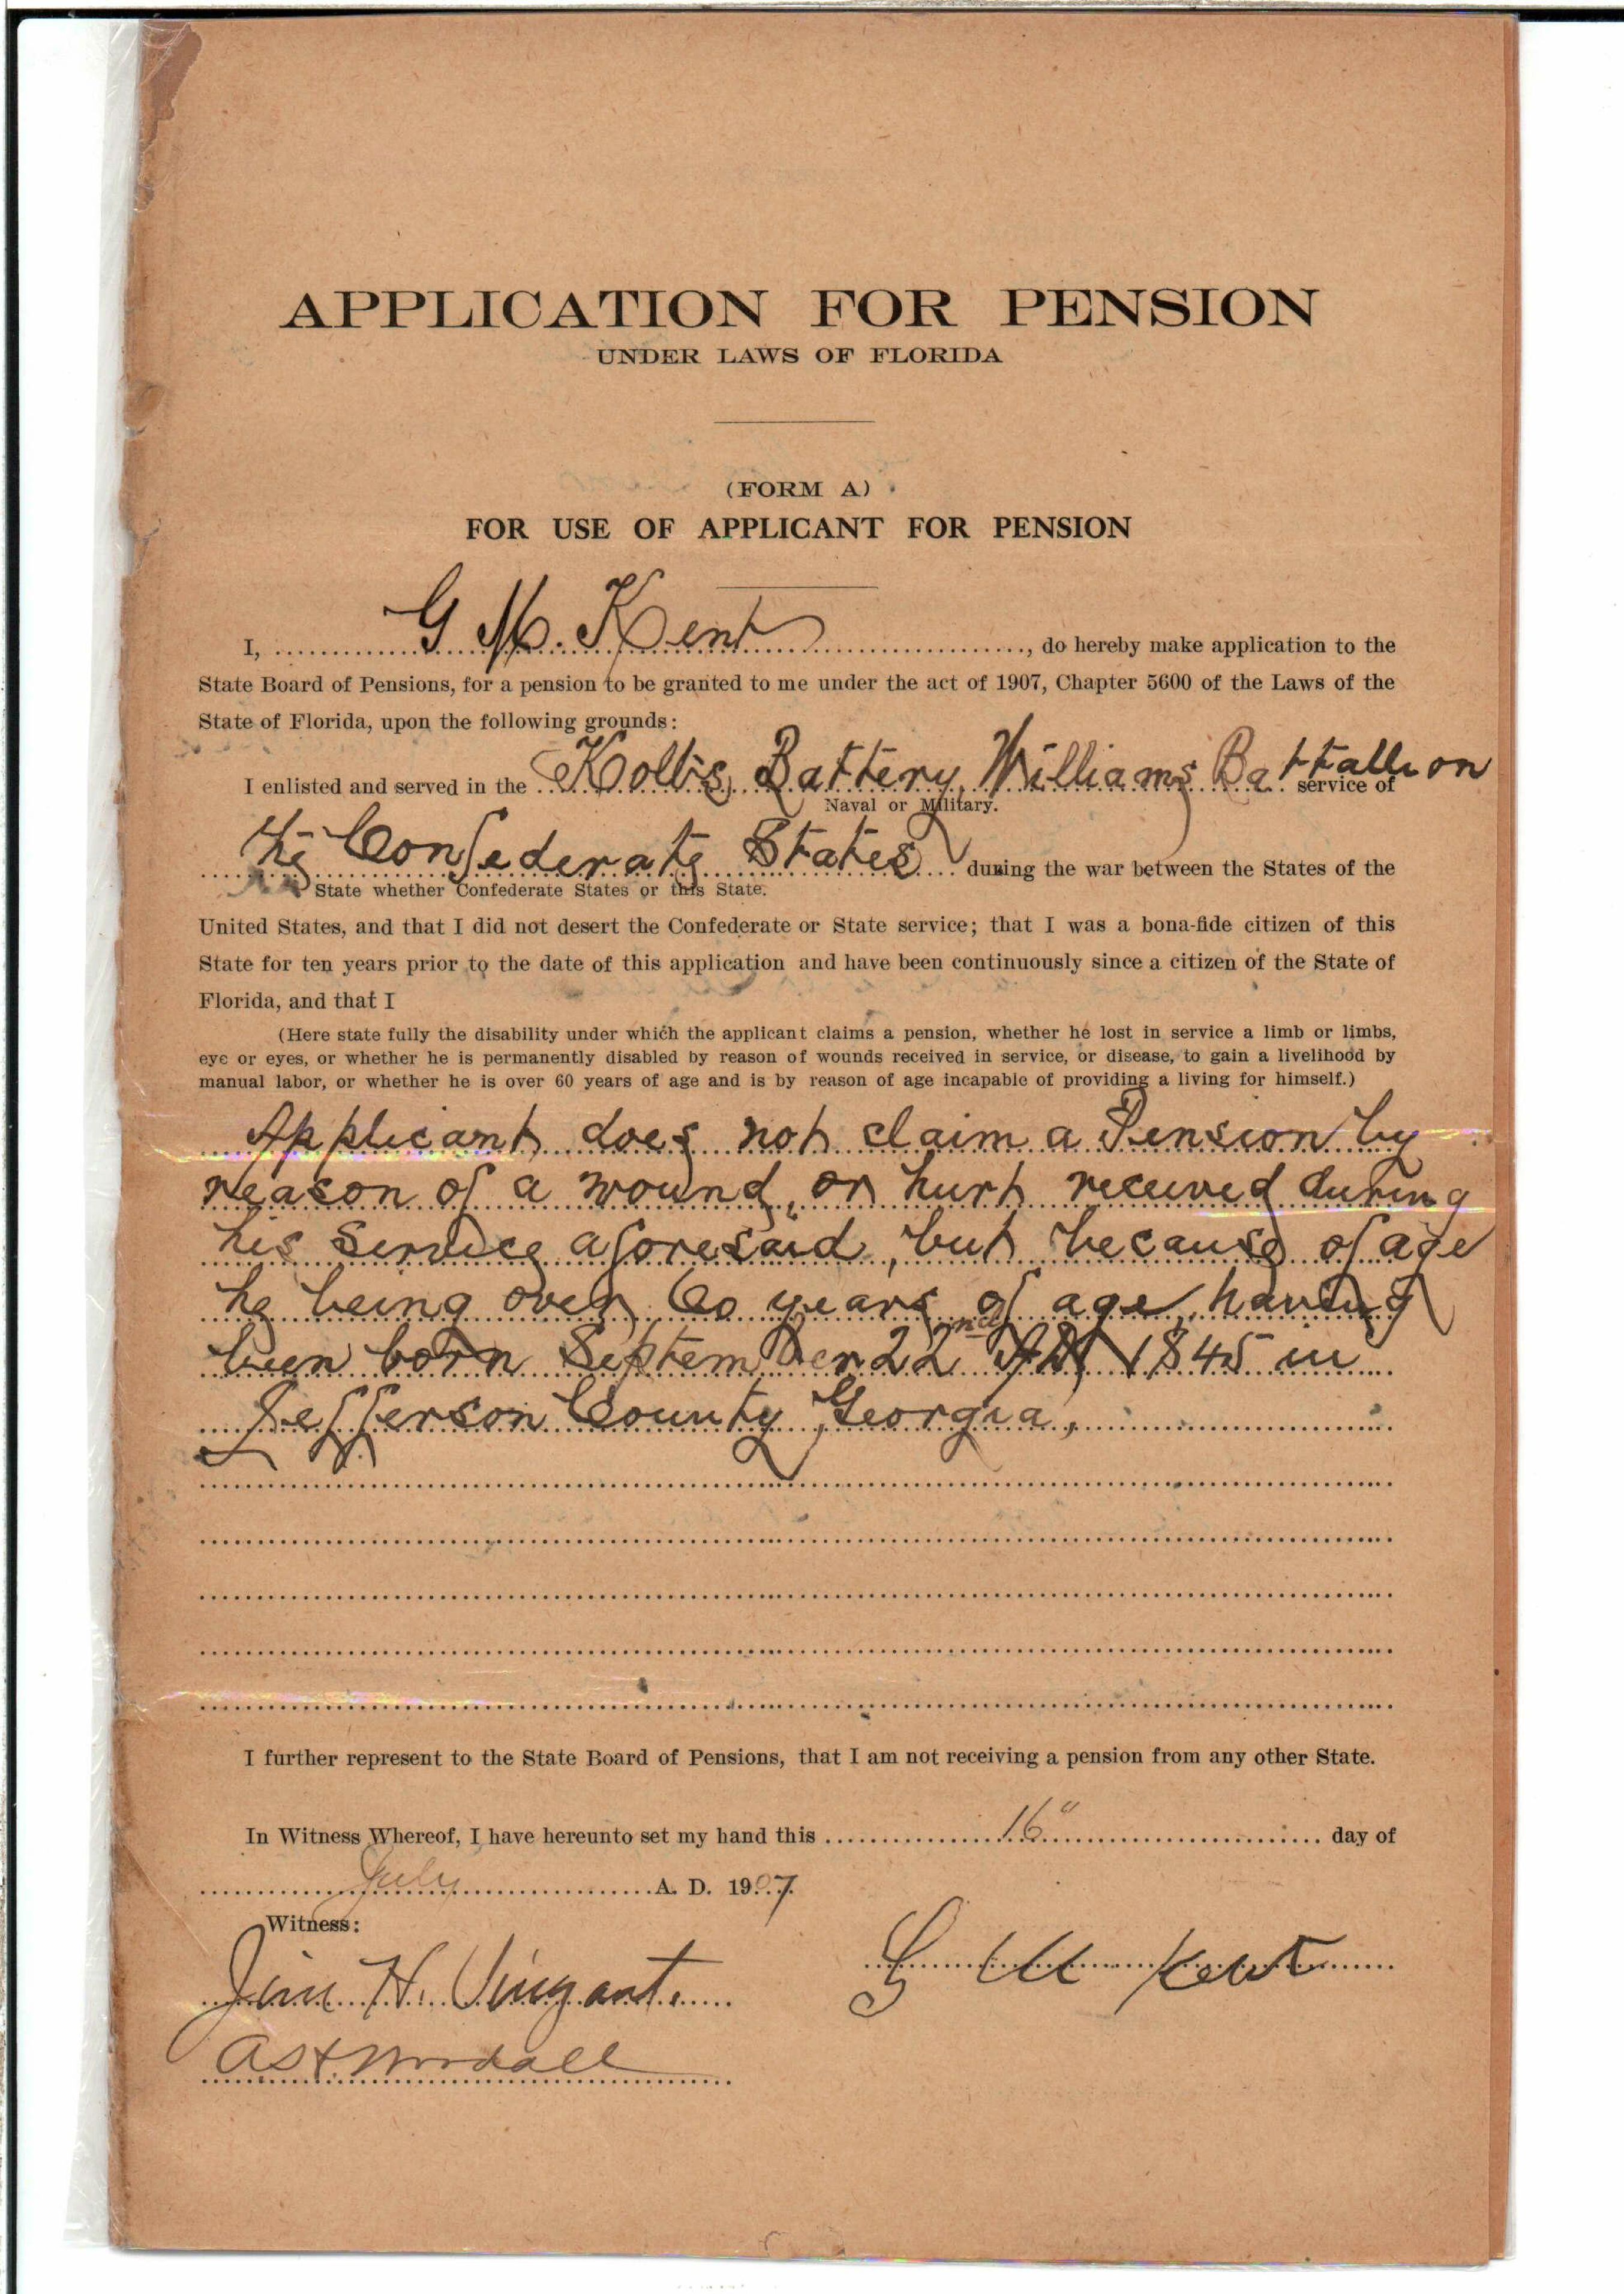 APPLICATION FOR PENSION
UNDER LAWS OF FLORIDA
(FORM A)
FOR USE OF APPLICANT FOR PENSION
I, G M. Kent, do hereby make application to the
State Board of Pensions, for a pension to be granted to me under the act of 1907, Chapter 5600 of the Laws of the
State of Florida, upon the following grounds:
I enlisted and served in the Kolbs Battery, Williams Battallion service of
Naval or Military.
the Confederate States during the war between the States of the
State whether Confederate States or this State.
United States, and that I did not desert the Confederate or State service; that I was a bona-fide citizen of this
State for ten years prior to the date of this application and have been continuously since a citizen of the State of
Florida, and that I
(Here state fully the disability under which the applicant claims a pension, whether he lost in service a limb or limbs,
eye or eyes, or whether he is permanently disabled by reason of wounds received in service, or disease, to gain a livelihood by
manual labor, or whether he is over 60 years of age and is by reason of age incapable of providing a living for himself.)
Applicant does not claim a Pension by
reason of a wound, or hurt received during
his service aforesaid, but because of age
he being over 60 years of age, having
been born September 22nd AD 1845 in
Jefferson County, Georgia,
I further represent to the State Board of Pensions, that I am not receiving a pension from any other State.
In Witness Whereof, I have hereunto set my hand this 16" day of
July A. D. 1907.
Witness:
G M Kent
Jim H.